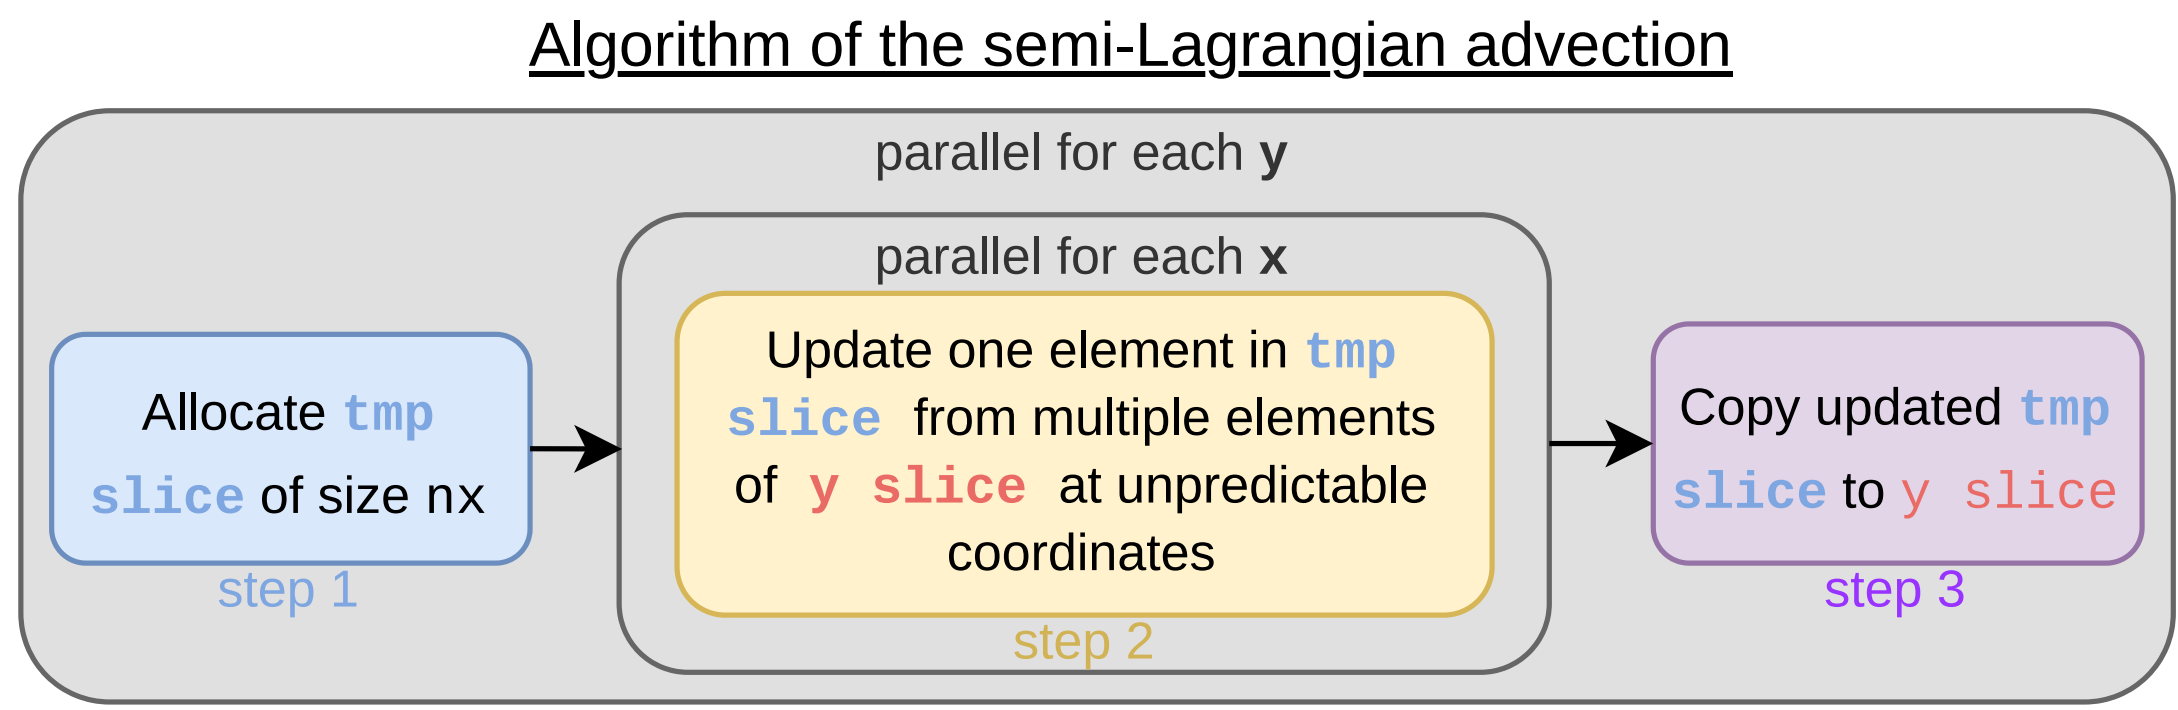 Algorithm of the semi-Lagrangian advection
parallel for each y
parallel for each x
Allocate tmp
slice of size nx
step 1
Update one element in tmp
slice from multiple elements
of y slice at unpredictable
coordinates
step 2
Copy updated tmp
slice to y slice
step 3